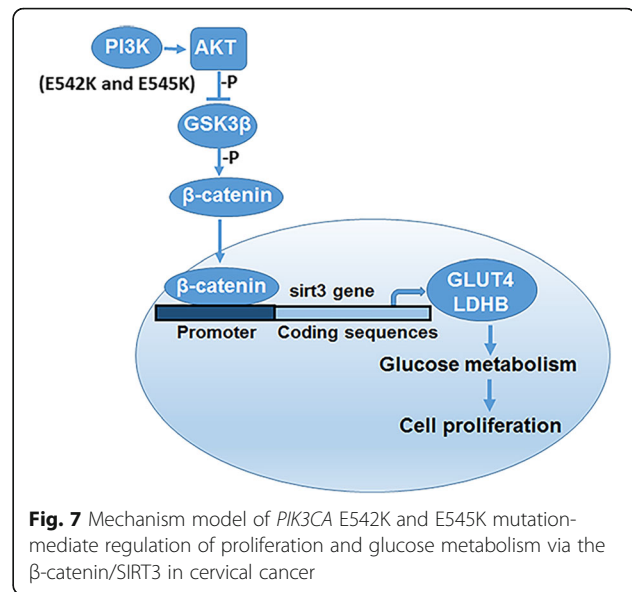 PI3K
AKT
(E542K and E545K)
-P
GSK3β
-P
β-catenin
β-catenin
sirt3 gene
GLUT4
LDHB
Promoter
Coding sequences
Glucose metabolism
Cell proliferation
Fig. 7 Mechanism model of PIK3CA E542K and E545K mutation-
mediate regulation of proliferation and glucose metabolism via the
β-catenin/SIRT3 in cervical cancer